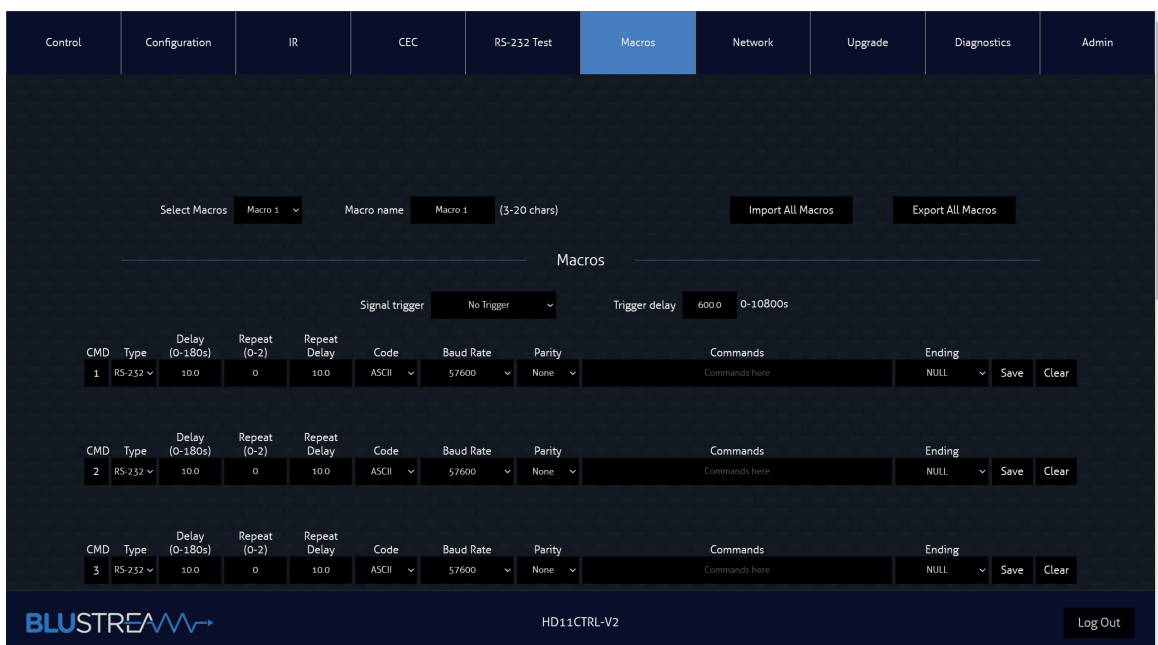 Control Configuration IR CEC RS-232 Test Macros Network Upgrade Diagnostics Admin
Select Macros Macro 1 Macro name Macro 1 (3-20 chars) Import All Macros Export All Macros
Macros
Signal trigger No Trigger Trigger delay 600.0 0-10800s
CMD Type Delay (0-180s) Repeat (0-2) Repeat Delay Code Baud Rate Parity Commands Ending
1 RS-232 10.0 0 10.0 ASCII 57600 None Commands here NULL Save Clear
CMD Type Delay (0-180s) Repeat (0-2) Repeat Delay Code Baud Rate Parity Commands Ending
2 RS-232 10.0 0 10.0 ASCII 57600 None Commands here NULL Save Clear
CMD Type Delay (0-180s) Repeat (0-2) Repeat Delay Code Baud Rate Parity Commands Ending
3 RS-232 10.0 0 10.0 ASCII 57600 None Commands here NULL Save Clear
BLUSTREAM HD11CTRL-V2 Log Out